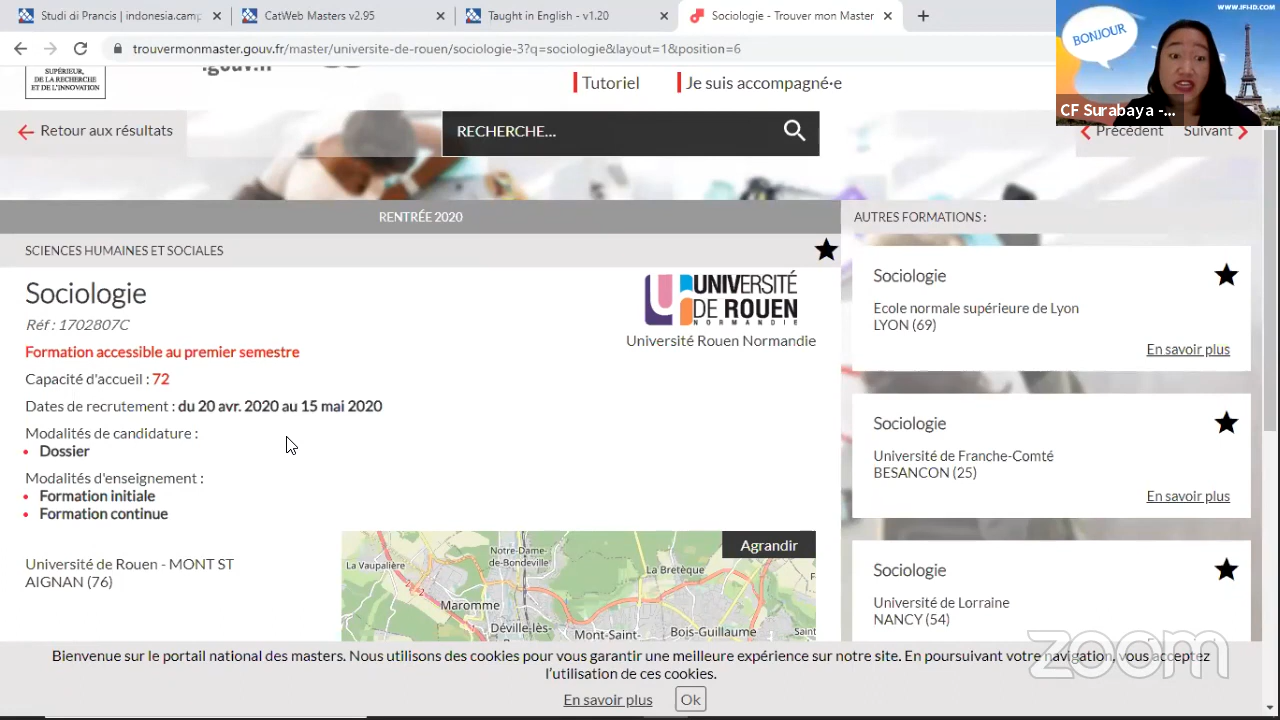 Studi di Prancis | indonesia.camp
CatWeb Masters v2.95
Taught in English - v1.20
Sociologie - Trouver mon Master
trouvermonmaster.gouv.fr/master/universite-de-rouen/sociologie-3?q=sociologie&layout=1&position=6
WWW.IFI-ID.COM
BONJOUR
CF Surabaya -...
SUPÉRIEUR,
DE LA RECHERCHE
ET DE L'INNOVATION
.gouv.fr
Tutoriel
Je suis accompagné·e
Retour aux résultats
RECHERCHE...
Précédent
Suivant
RENTRÉE 2020
AUTRES FORMATIONS :
SCIENCES HUMAINES ET SOCIALES
Sociologie
Réf : 1702807C
Formation accessible au premier semestre
Capacité d'accueil : 72
Dates de recrutement : du 20 avr. 2020 au 15 mai 2020
Modalités de candidature :
• Dossier
Modalités d'enseignement :
• Formation initiale
• Formation continue
UNIVERSITÉ
DE ROUEN
NORMANDIE
Université Rouen Normandie
Université de Rouen - MONT ST
AIGNAN (76)
Agrandir
Notre-Dame-
de-Bondeville
La Vaupalière
La Bretèque
Maromme
Déville-lès-
Mont-Saint-
Bois-Guillaume
Saint
Sociologie
Ecole normale supérieure de Lyon
LYON (69)
En savoir plus
Sociologie
Université de Franche-Comté
BESANCON (25)
En savoir plus
Sociologie
Université de Lorraine
NANCY (54)
zoom
Bienvenue sur le portail national des masters. Nous utilisons des cookies pour vous garantir une meilleure expérience sur notre site. En poursuivant votre navigation, vous acceptez
l'utilisation de ces cookies.
En savoir plus
Ok